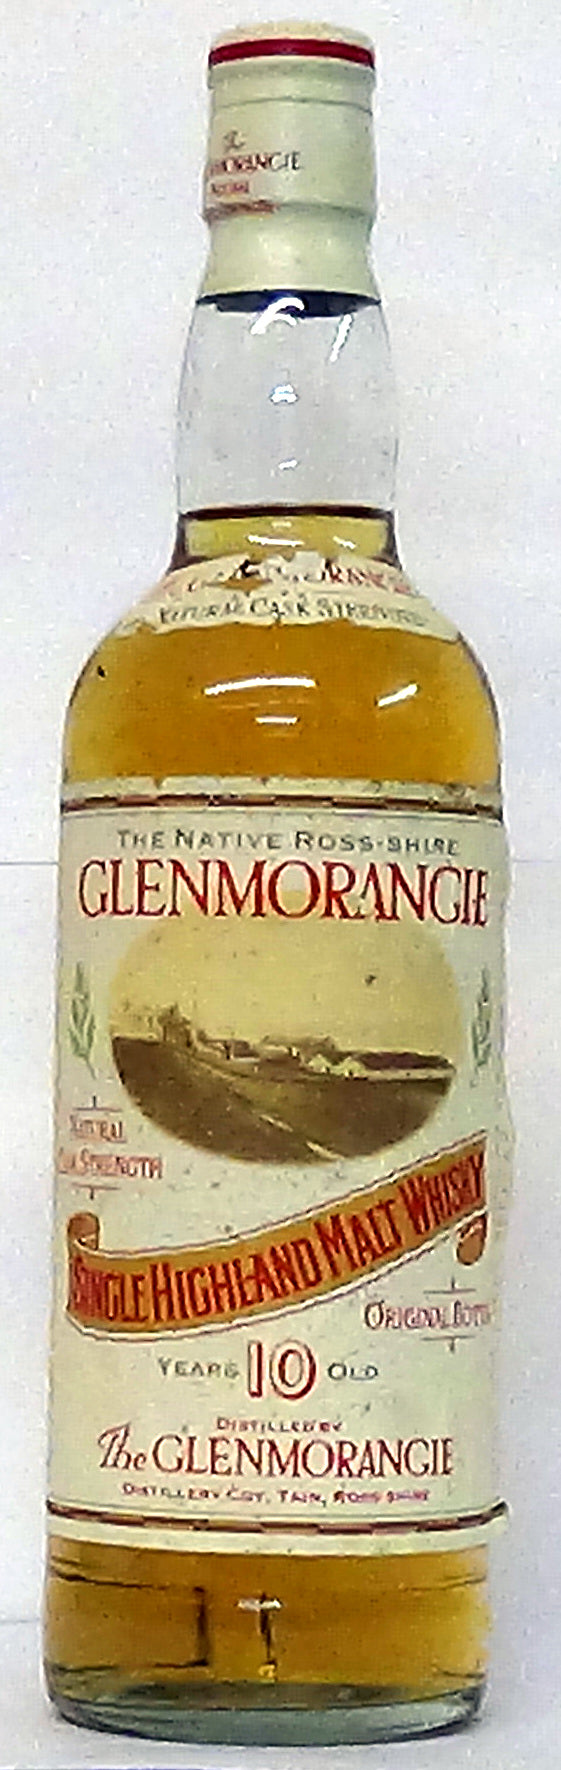 The
GLENMORANGIE
NATURAL CASK STRENGTH
THE NATIVE ROSS-SHIRE
GLENMORANGIE
NATURAL
CASK STRENGTH
SINGLE HIGHLAND MALT WHISKY
ORIGINAL
YEARS 10 OLD
DISTILLED BY
The GLENMORANGIE
DISTILLERY COY, TAIN, ROSS-SHIRE